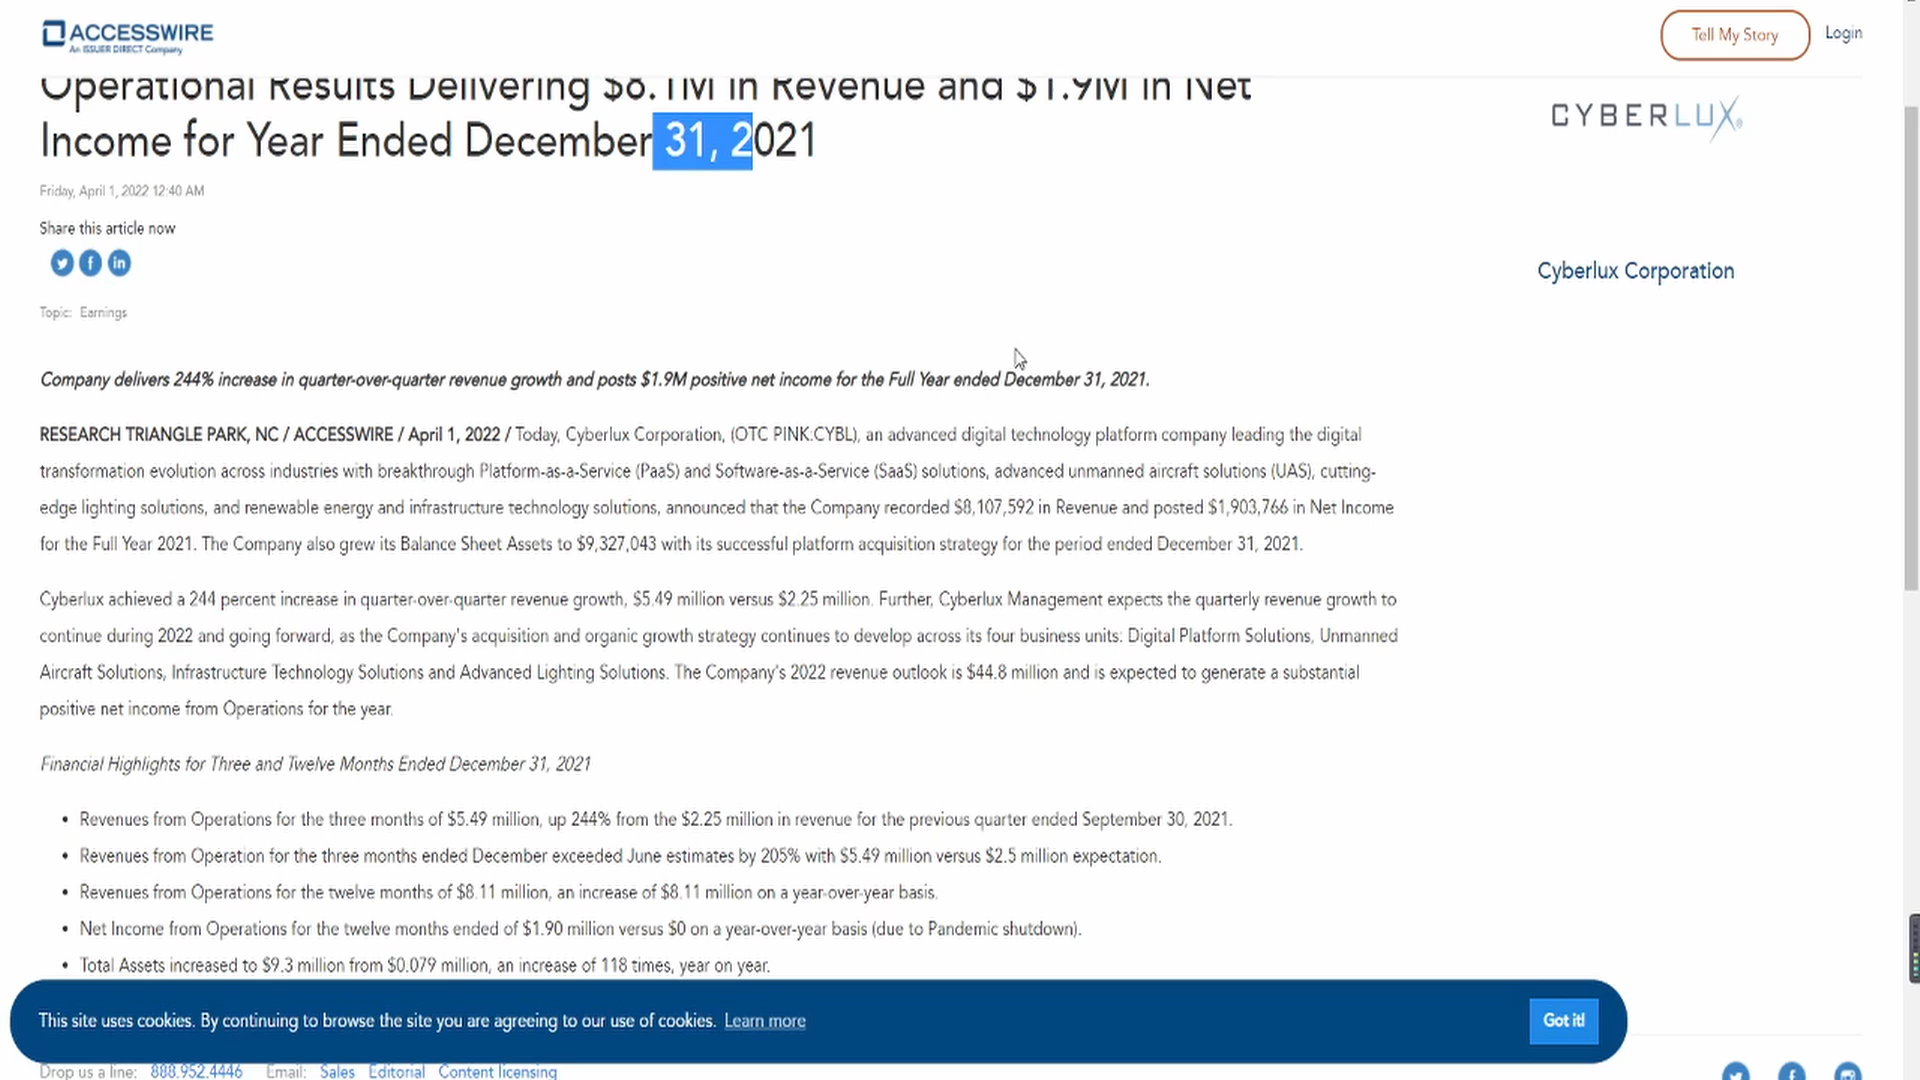 ACCESSWIRE
An ISSUER DIRECT Company
Tell My Story
Login
Operational Results Delivering $8.1M in Revenue and $1.9M in Net
Income for Year Ended December 31, 2021
CYBERLUX®
Friday, April 1, 2022 12:40 AM
Share this article now
Cyberlux Corporation
Topic: Earnings
Company delivers 244% increase in quarter-over-quarter revenue growth and posts $1.9M positive net income for the Full Year ended December 31, 2021.
RESEARCH TRIANGLE PARK, NC / ACCESSWIRE / April 1, 2022 / Today, Cyberlux Corporation, (OTC PINK:CYBL), an advanced digital technology platform company leading the digital
transformation evolution across industries with breakthrough Platform-as-a-Service (PaaS) and Software-as-a-Service (SaaS) solutions, advanced unmanned aircraft solutions (UAS), cutting-
edge lighting solutions, and renewable energy and infrastructure technology solutions, announced that the Company recorded $8,107,592 in Revenue and posted $1,903,766 in Net Income
for the Full Year 2021. The Company also grew its Balance Sheet Assets to $9,327,043 with its successful platform acquisition strategy for the period ended December 31, 2021.
Cyberlux achieved a 244 percent increase in quarter-over-quarter revenue growth, $5.49 million versus $2.25 million. Further, Cyberlux Management expects the quarterly revenue growth to
continue during 2022 and going forward, as the Company's acquisition and organic growth strategy continues to develop across its four business units: Digital Platform Solutions, Unmanned
Aircraft Solutions, Infrastructure Technology Solutions and Advanced Lighting Solutions. The Company's 2022 revenue outlook is $44.8 million and is expected to generate a substantial
positive net income from Operations for the year.
Financial Highlights for Three and Twelve Months Ended December 31, 2021
• Revenues from Operations for the three months of $5.49 million, up 244% from the $2.25 million in revenue for the previous quarter ended September 30, 2021.
• Revenues from Operation for the three months ended December exceeded June estimates by 205% with $5.49 million versus $2.5 million expectation.
• Revenues from Operations for the twelve months of $8.11 million, an increase of $8.11 million on a year-over-year basis.
• Net Income from Operations for the twelve months ended of $1.90 million versus $0 on a year-over-year basis (due to Pandemic shutdown).
• Total Assets increased to $9.3 million from $0.079 million, an increase of 118 times, year on year.
This site uses cookies. By continuing to browse the site you are agreeing to our use of cookies. Learn more
Got it!
Drop us a line: 888.952.4446 Email: Sales Editorial Content licensing